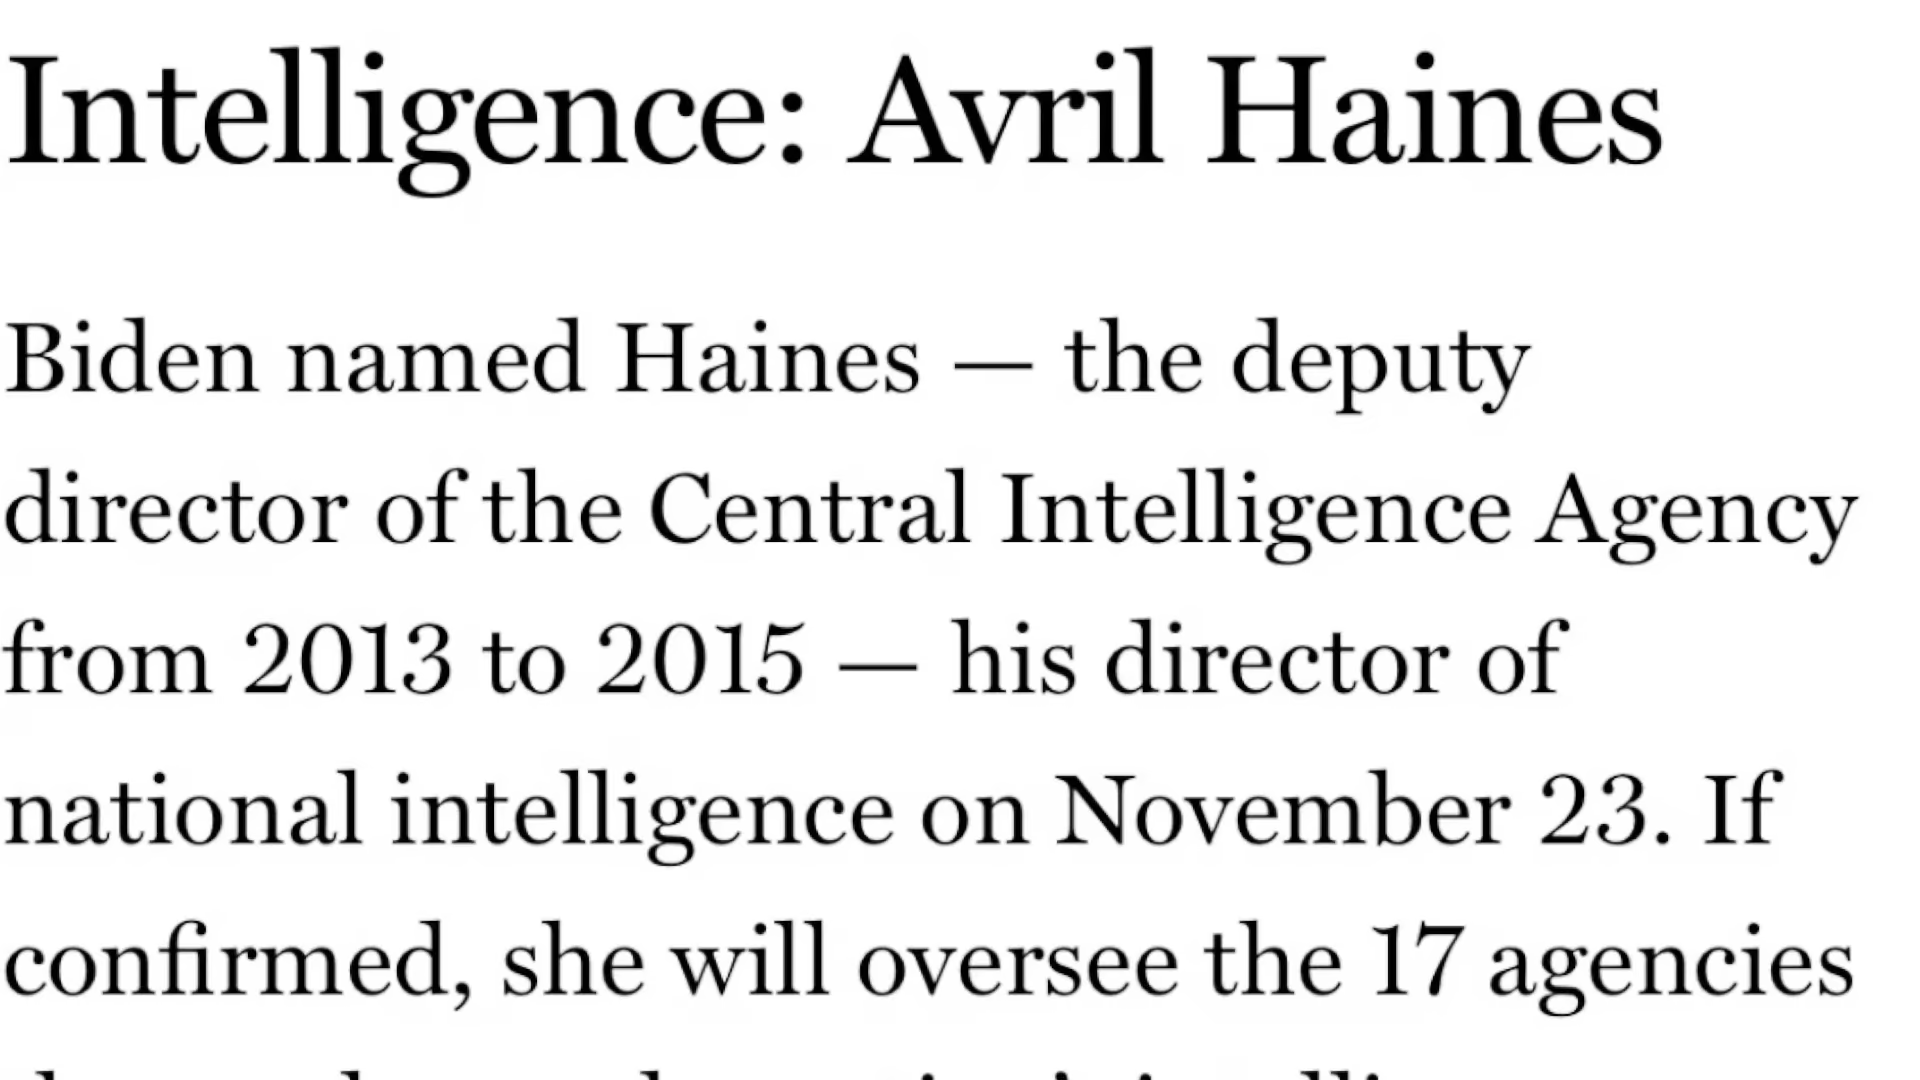 Intelligence: Avril Haines
Biden named Haines — the deputy
director of the Central Intelligence Agency
from 2013 to 2015 — his director of
national intelligence on November 23. If
confirmed, she will oversee the 17 agencies